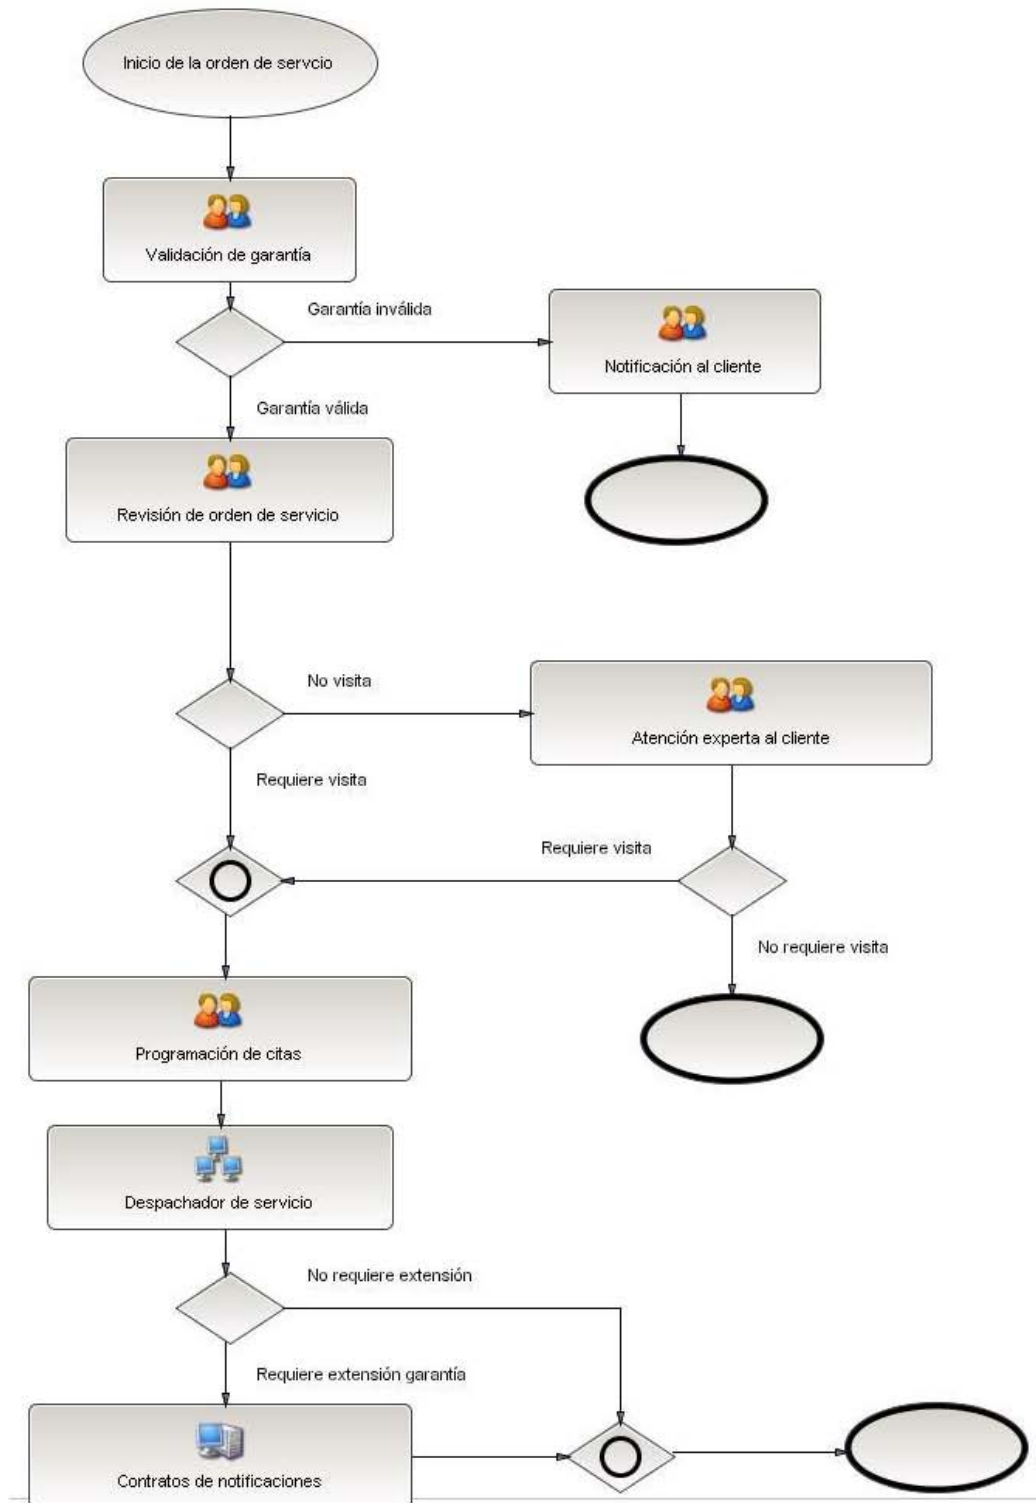 Inicio de la orden de servcio
Validación de garantía
Garantía inválida
Notificación al cliente
Garantía válida
Revisión de orden de servicio
No visita
Atención experta al cliente
Requiere visita
Requiere visita
No requiere visita
Programación de citas
Despachador de servicio
No requiere extensión
Requiere extensión garantía
Contratos de notificaciones